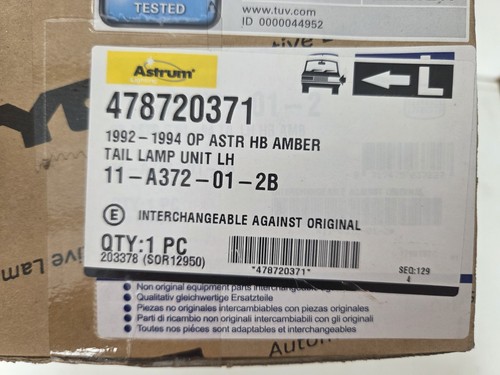 TESTED
www.tuv.com
ID 0000044952
Astrum
L
478720371
1992-1994 OP ASTR HB AMBER
TAIL LAMP UNIT LH
11-A372-01-2B
E INTERCHANGEABLE AGAINST ORIGINAL
QTY:1 PC
203378 (SOR12950)
*478720371*
SEQ:129
4
Non original equipment parts
Qualitativ gleichwertige Ersatzteile
Piezas no originales intercambiables con piezas originales
Parti di ricambio non originali intercambiabili con gli originali
Toutes nos pièces sont adaptables et interchangeables